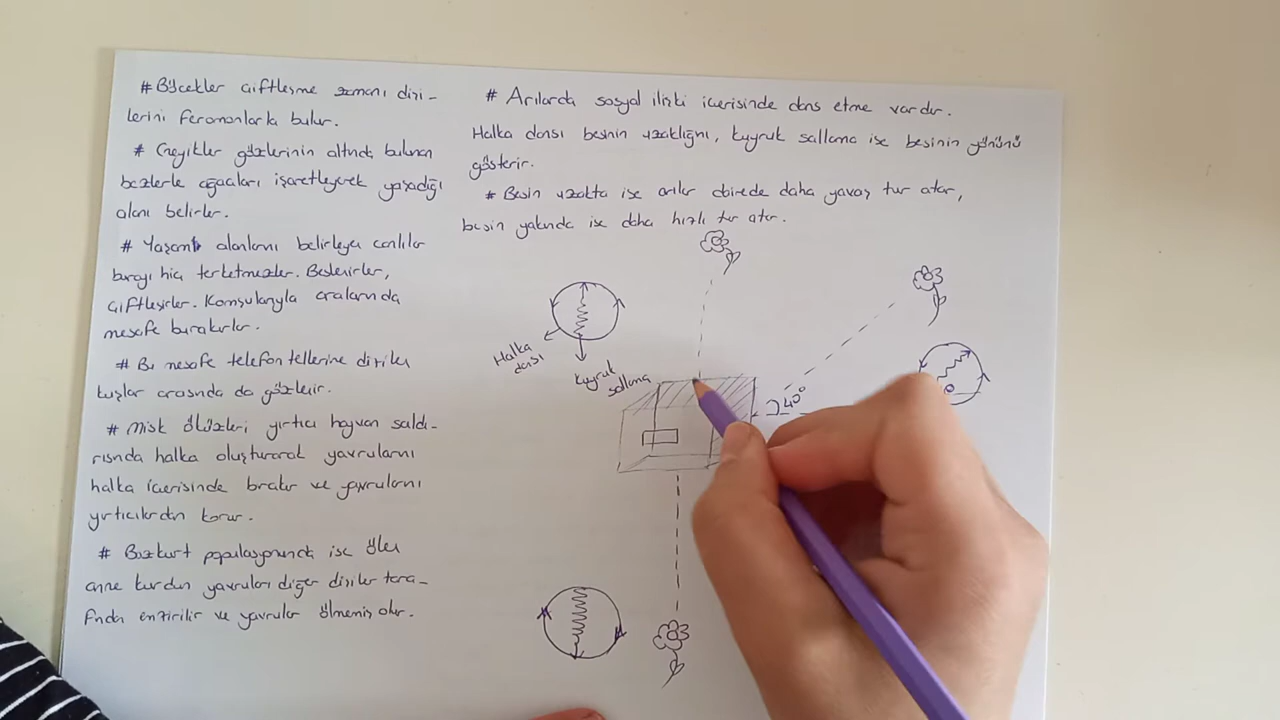 # Böcekler çiftleşme zamanı dişi-
lerini feromonlarla bulur.
# Geyikler gözlerinin altında bulunan
bezlerle ağaçları işaretleyerek yaşadığı
alanı belirler.
# Yaşam alanlarını belirleyen canlılar
burayı hiç terketmezler. Beslenirler,
çiftleşirler. Komşularıyla aralarında
mesafe bırakırlar.
# Bu mesafe telefon tellerine dizilen
kuşlar arasında da gözlenir.
# Misk öküzleri yırtıcı hayvan saldı-
rısında halka oluşturarak yavrularını
halka içerisinde bırakır ve yavrularını
yırtıcılardan korur.
# Bozkurt populasyonunda ise ölen
anne kurdun yavruları diğer dişiler tara-
fından emzirilir ve yavrular ölmemiş olur.
# Arılarda sosyal ilişki içerisinde dans etme vardır.
Halka dansı besinin uzaklığını, kuyruk sallama ise besinin yönünü
gösterir.
# Besin uzakta ise arılar dairede daha yavaş tur atar,
besin yakında ise daha hızlı tur atar.
Halka
dansı
Kuyruk
sallama
40°